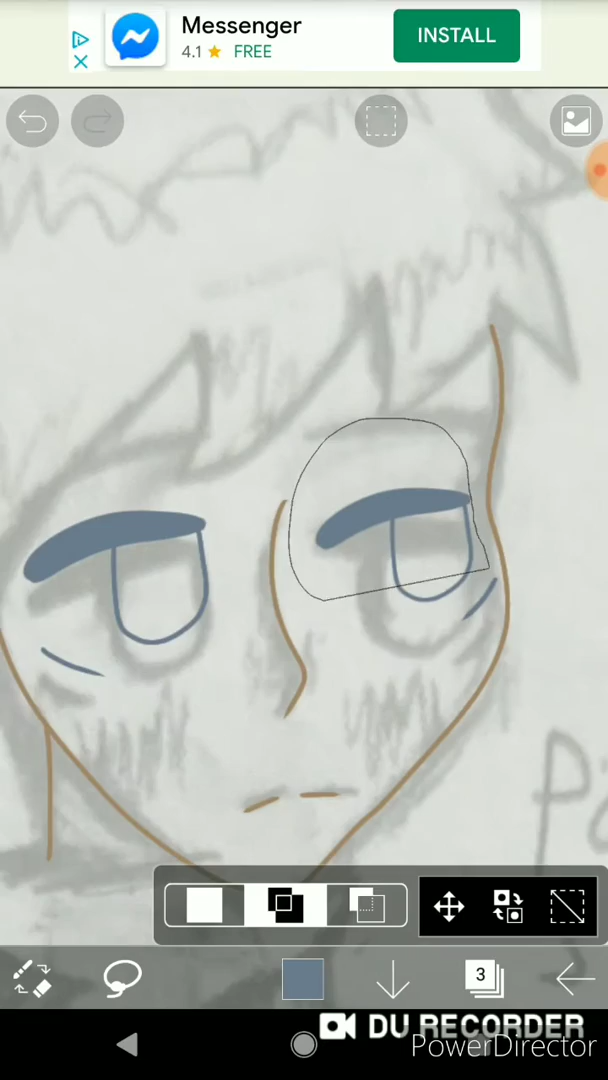 Messenger
4.1 ★ FREE
INSTALL
3
DU RECORDER
PowerDirector